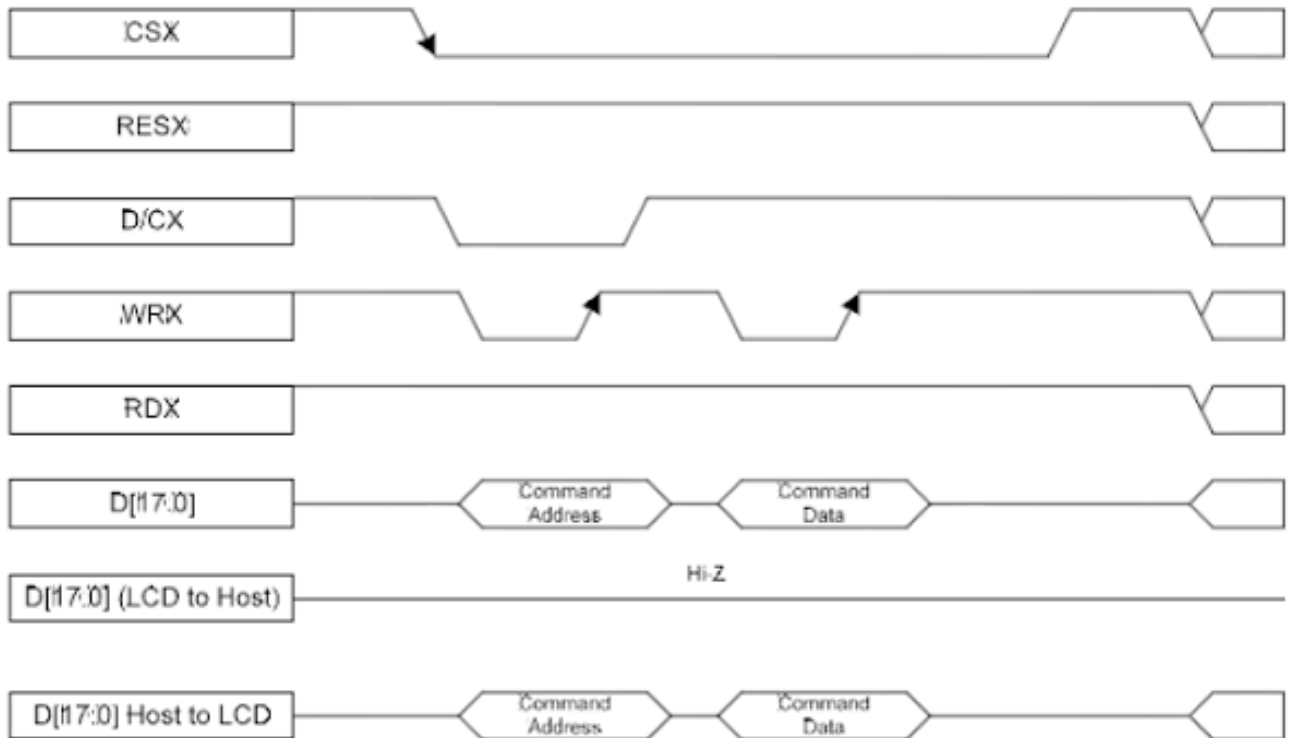 CSX
RESX
D/CX
WRX
RDX
D[17:0]
Command
Address
Command
Data
Hi-Z
D[17:0] (LCD to Host)
D[17:0] Host to LCD
Command
Address
Command
Data